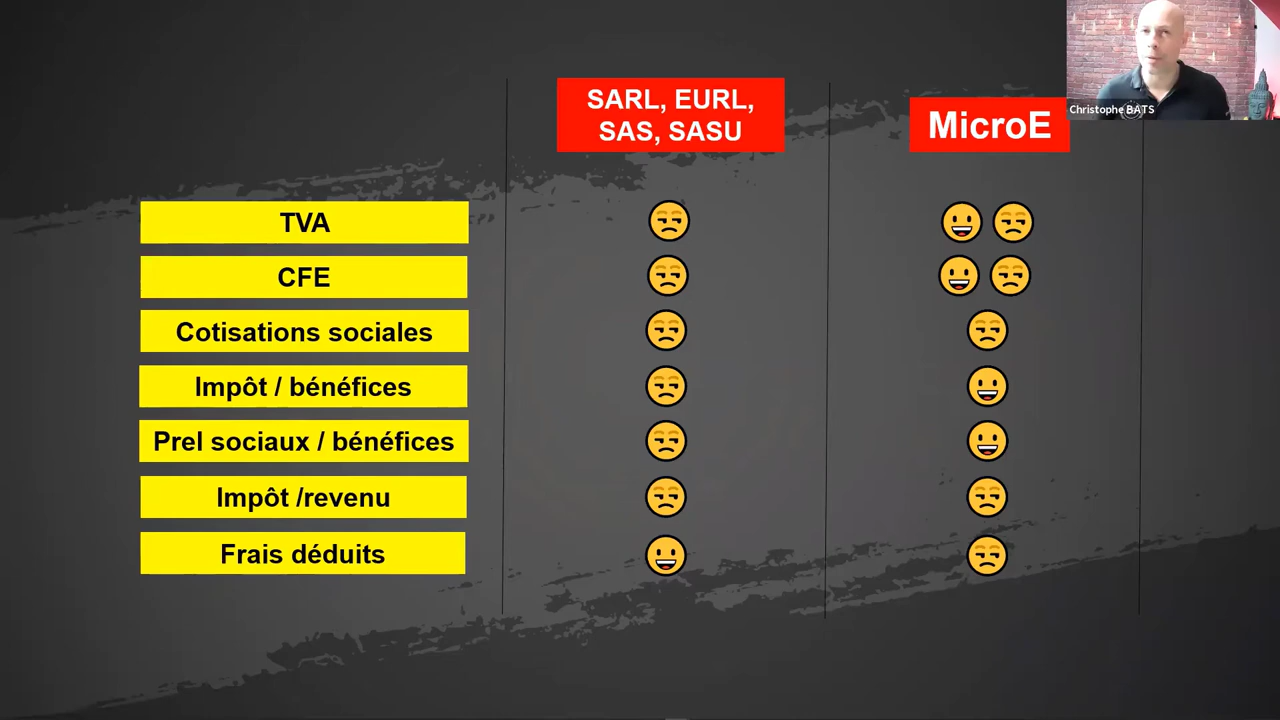 SARL, EURL,
SAS, SASU
MicroE
Christophe BATS
TVA
CFE
Cotisations sociales
Impôt / bénéfices
Prel sociaux / bénéfices
Impôt /revenu
Frais déduits